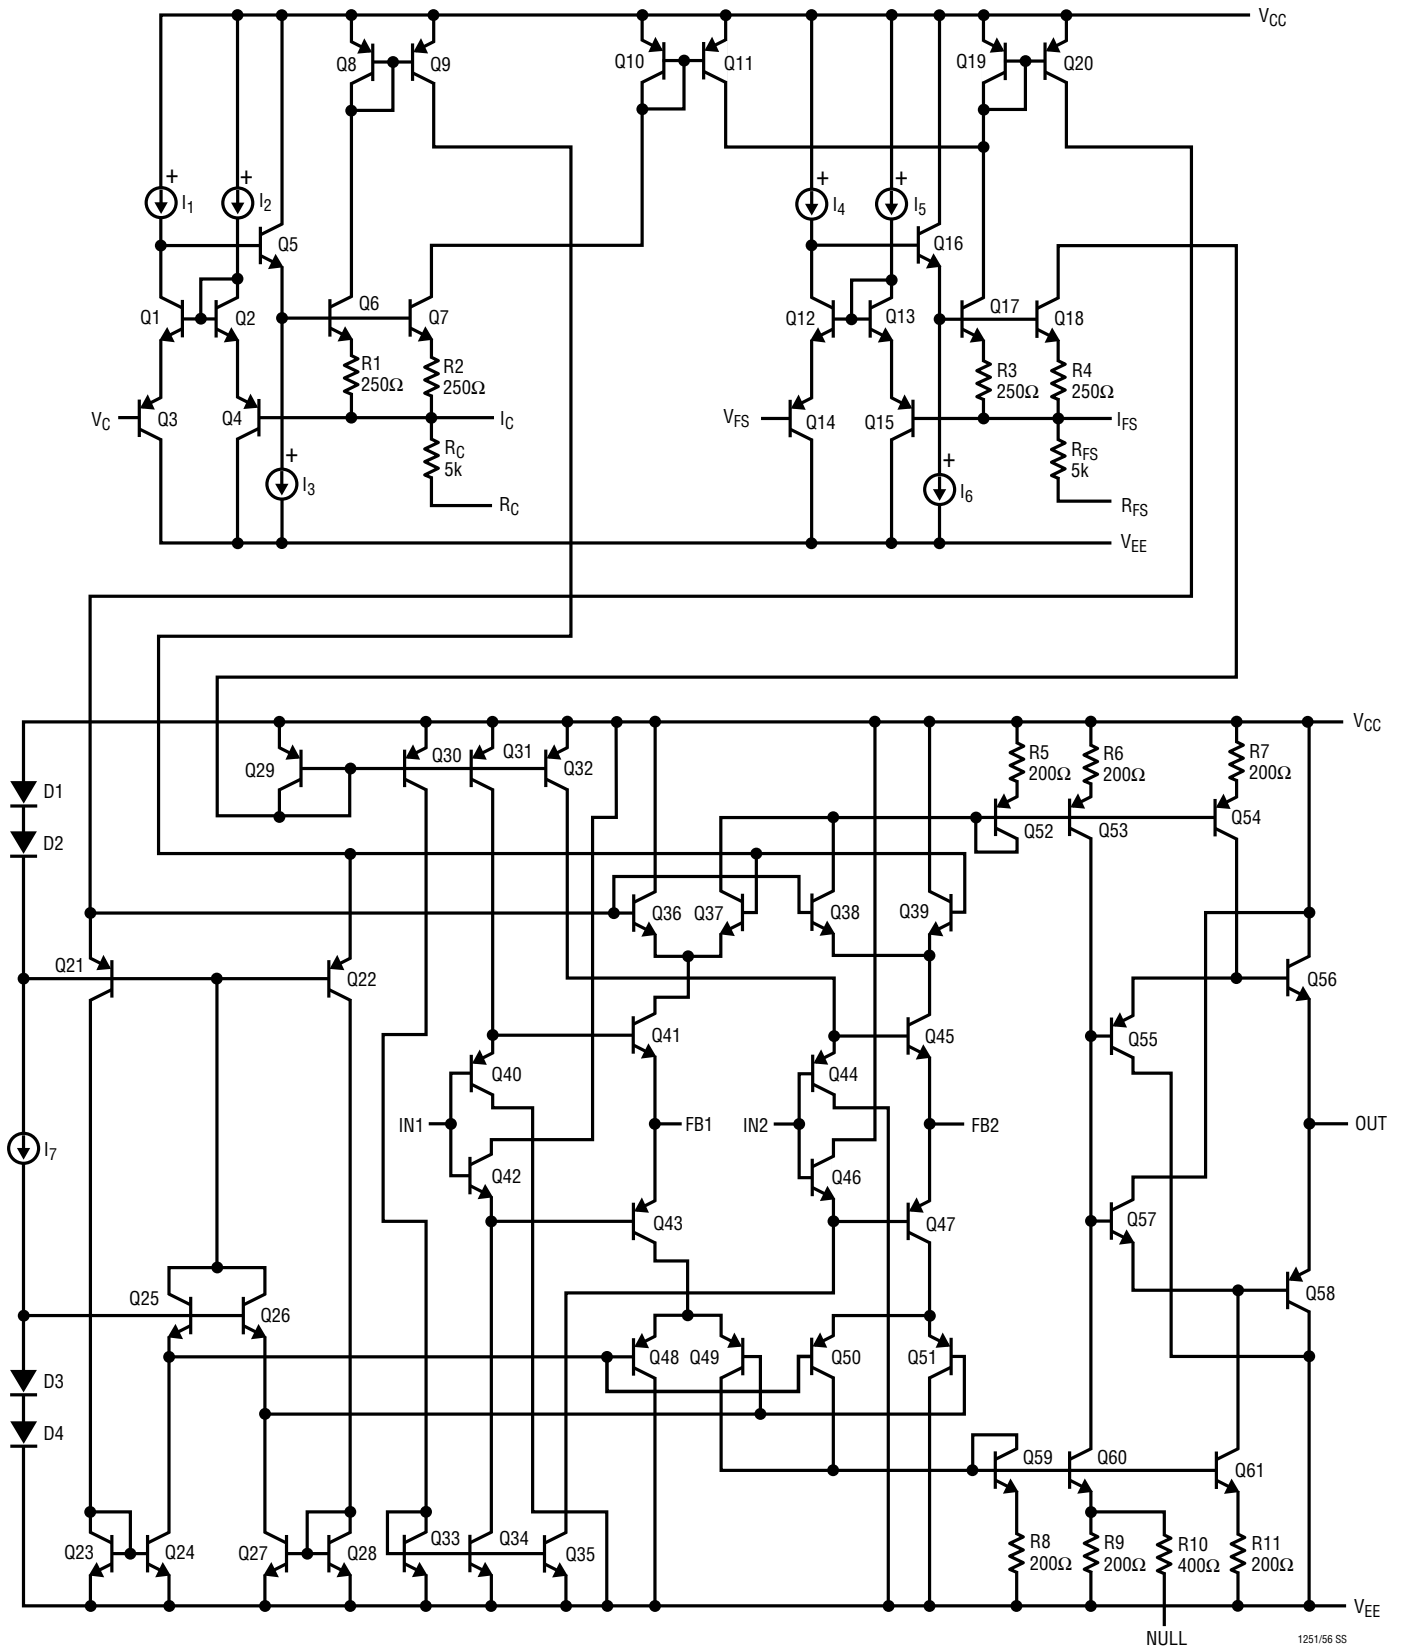 VCC
Q8
Q9
Q10
Q11
Q19
Q20
+
I1
+
I2
+
I4
+
I5
Q5
Q16
Q1
Q2
Q6
Q7
Q12
Q13
Q17
Q18
R1
250Ω
R2
250Ω
R3
250Ω
R4
250Ω
VC
Q3
Q4
IC
VFS
Q14
Q15
IFS
+
I3
RC
5k
RC
+
I6
RFS
5k
RFS
VEE
VCC
Q29
Q30
Q31
Q32
R5
200Ω
R6
200Ω
R7
200Ω
D1
D2
Q52
Q53
Q54
Q36
Q37
Q38
Q39
Q21
Q22
Q56
Q41
Q45
Q55
Q40
Q44
IN1
FB1
IN2
FB2
OUT
I7
Q42
Q46
Q43
Q47
Q57
Q25
Q26
Q58
Q48
Q49
Q50
Q51
D3
D4
Q59
Q60
Q61
Q23
Q24
Q27
Q28
Q33
Q34
Q35
R8
200Ω
R9
200Ω
R10
400Ω
R11
200Ω
VEE
NULL
1251/56 SS